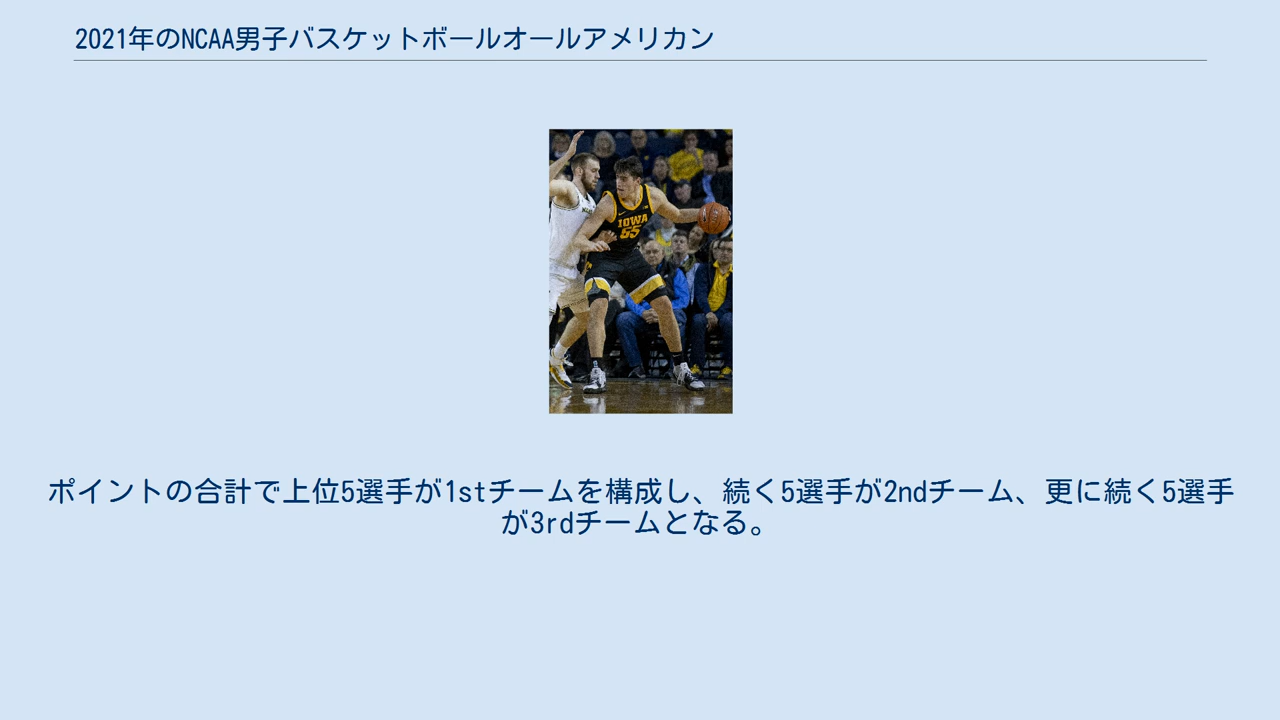 2021年のNCAA男子バスケットボールオールアメリカン
IOWA
55
ポイントの合計で上位5選手が1stチームを構成し、続く5選手が2ndチーム、更に続く5選手
が3rdチームとなる。